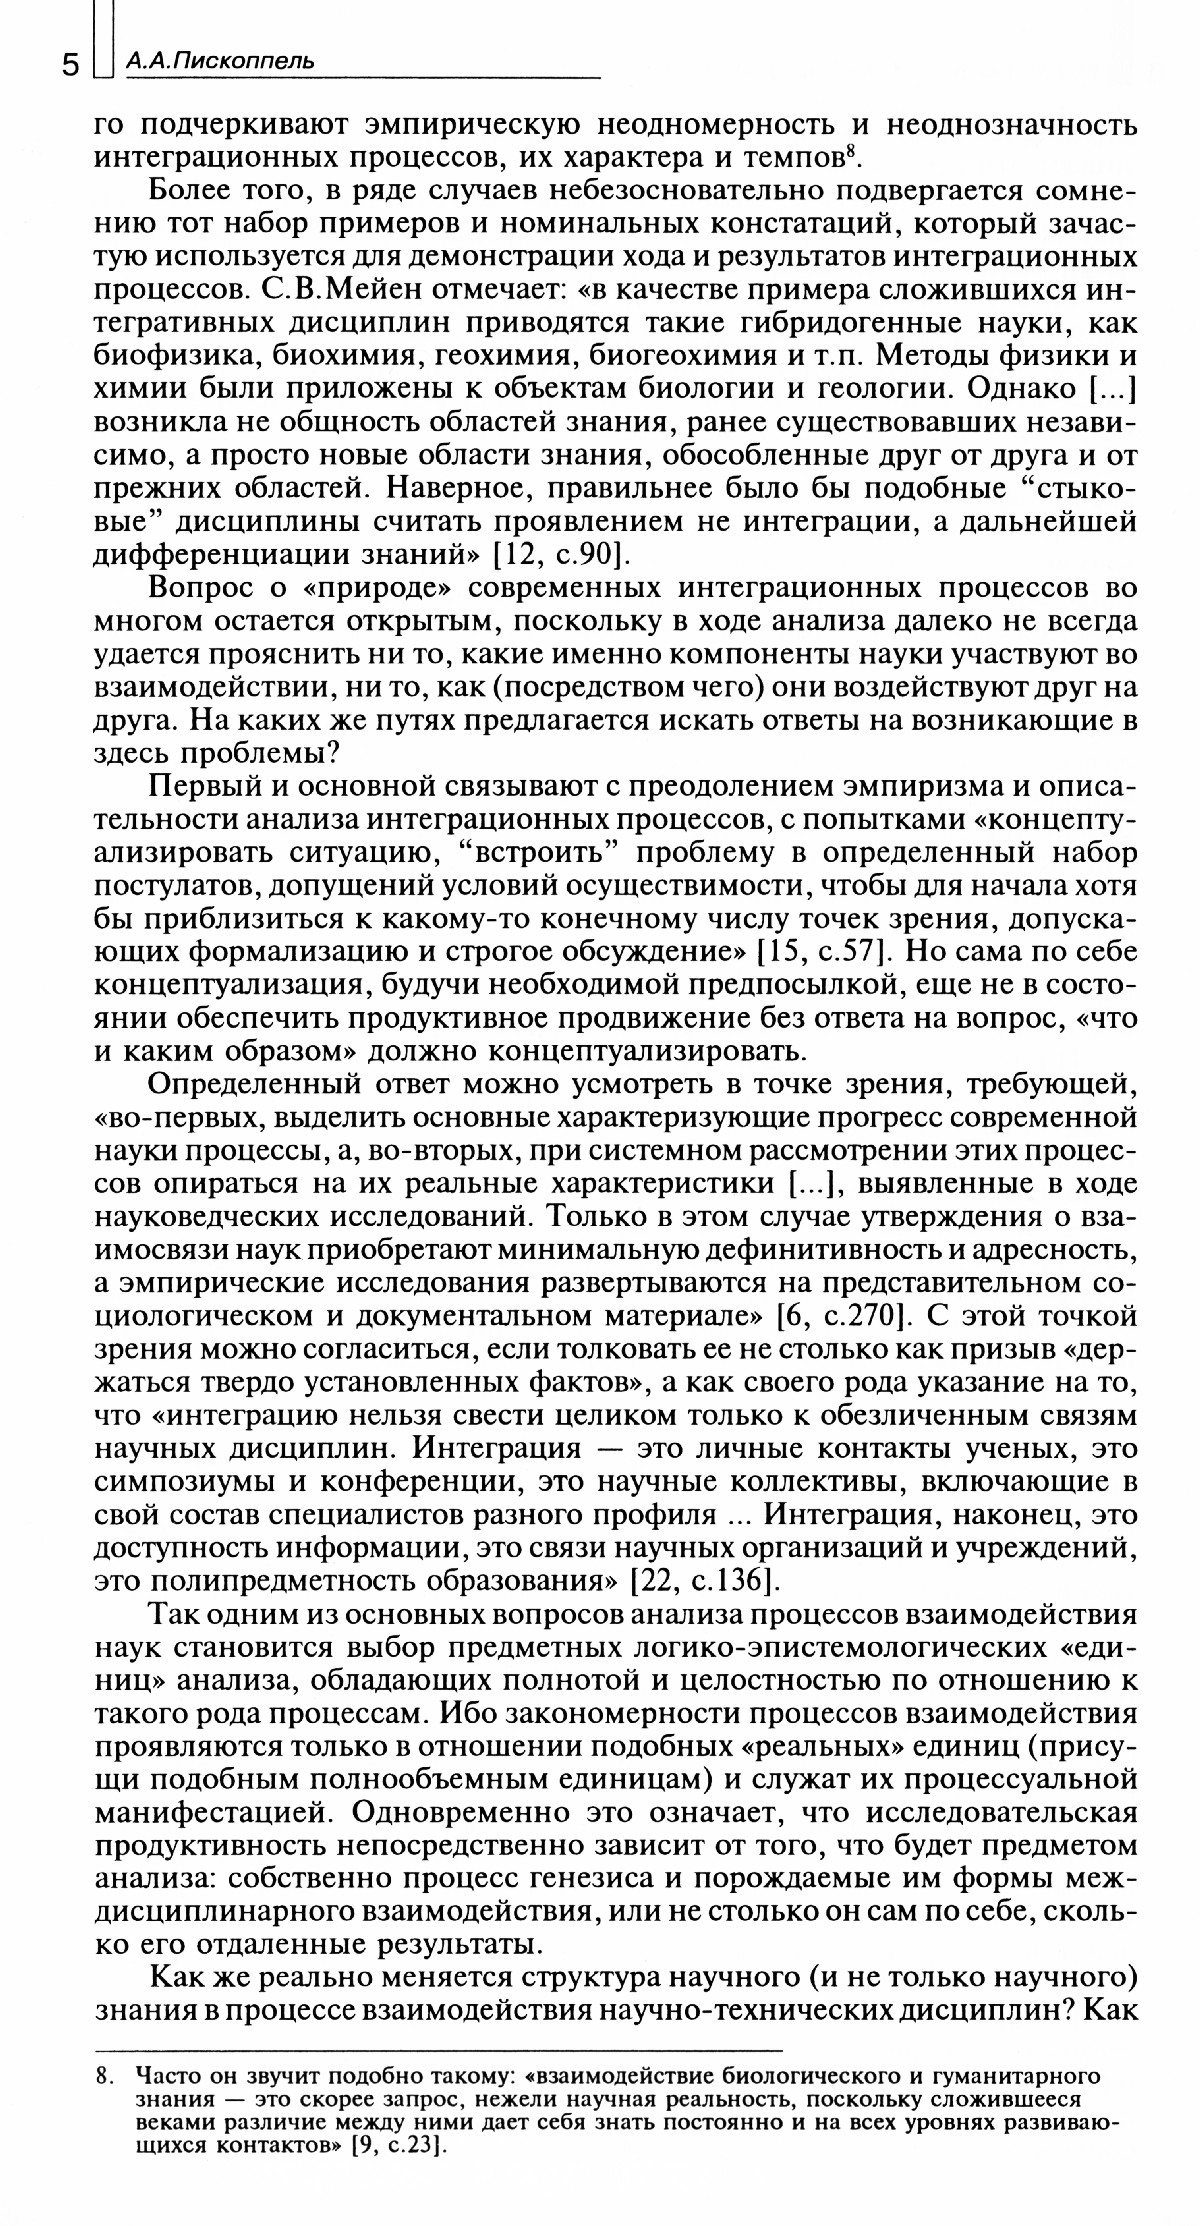 5 А.А.Пископпель
го подчеркивают эмпирическую неодномерность и неоднозначность
интеграционных процессов, их характера и темпов⁸.
Более того, в ряде случаев небезосновательно подвергается сомне-
нию тот набор примеров и номинальных констатаций, который зачас-
тую используется для демонстрации хода и результатов интеграционных
процессов. С.В.Мейен отмечает: «в качестве примера сложившихся ин-
тегративных дисциплин приводятся такие гибридогенные науки, как
биофизика, биохимия, геохимия, биогеохимия и т.п. Методы физики и
химии были приложены к объектам биологии и геологии. Однако [...]
возникла не общность областей знания, ранее существовавших незави-
симо, а просто новые области знания, обособленные друг от друга и от
прежних областей. Наверное, правильнее было бы подобные “стыко-
вые” дисциплины считать проявлением не интеграции, а дальнейшей
дифференциации знаний» [12, с.90].
Вопрос о «природе» современных интеграционных процессов во
многом остается открытым, поскольку в ходе анализа далеко не всегда
удается прояснить ни то, какие именно компоненты науки участвуют во
взаимодействии, ни то, как (посредством чего) они воздействуют друг на
друга. На каких же путях предлагается искать ответы на возникающие в
здесь проблемы?
Первый и основной связывают с преодолением эмпиризма и описа-
тельности анализа интеграционных процессов, с попытками «концепту-
ализировать ситуацию, “встроить” проблему в определенный набор
постулатов, допущений условий осуществимости, чтобы для начала хотя
бы приблизиться к какому-то конечному числу точек зрения, допуска-
ющих формализацию и строгое обсуждение» [15, с.57]. Но сама по себе
концептуализация, будучи необходимой предпосылкой, еще не в состо-
янии обеспечить продуктивное продвижение без ответа на вопрос, «что
и каким образом» должно концептуализировать.
Определенный ответ можно усмотреть в точке зрения, требующей,
«во-первых, выделить основные характеризующие прогресс современной
науки процессы, а, во-вторых, при системном рассмотрении этих процес-
сов опираться на их реальные характеристики [...], выявленные в ходе
науковедческих исследований. Только в этом случае утверждения о вза-
имосвязи наук приобретают минимальную дефинитивность и адресность,
а эмпирические исследования развертываются на представительном со-
циологическом и документальном материале» [6, с.270]. С этой точкой
зрения можно согласиться, если толковать ее не столько как призыв «дер-
жаться твердо установленных фактов», а как своего рода указание на то,
что «интеграцию нельзя свести целиком только к обезличенным связям
научных дисциплин. Интеграция — это личные контакты ученых, это
симпозиумы и конференции, это научные коллективы, включающие в
свой состав специалистов разного профиля ... Интеграция, наконец, это
доступность информации, это связи научных организаций и учреждений,
это полипредметность образования» [22, с.136].
Так одним из основных вопросов анализа процессов взаимодействия
наук становится выбор предметных логико-эпистемологических «еди-
ниц» анализа, обладающих полнотой и целостностью по отношению к
такого рода процессам. Ибо закономерности процессов взаимодействия
проявляются только в отношении подобных «реальных» единиц (прису-
щи подобным полнообъемным единицам) и служат их процессуальной
манифестацией. Одновременно это означает, что исследовательская
продуктивность непосредственно зависит от того, что будет предметом
анализа: собственно процесс генезиса и порождаемые им формы меж-
дисциплинарного взаимодействия, или не столько он сам по себе, сколь-
ко его отдаленные результаты.
Как же реально меняется структура научного (и не только научного)
знания в процессе взаимодействия научно-технических дисциплин? Как
8. Часто он звучит подобно такому: «взаимодействие биологического и гуманитарного
знания — это скорее запрос, нежели научная реальность, поскольку сложившееся
веками различие между ними дает себя знать постоянно и на всех уровнях развиваю-
щихся контактов» [9, с.23].